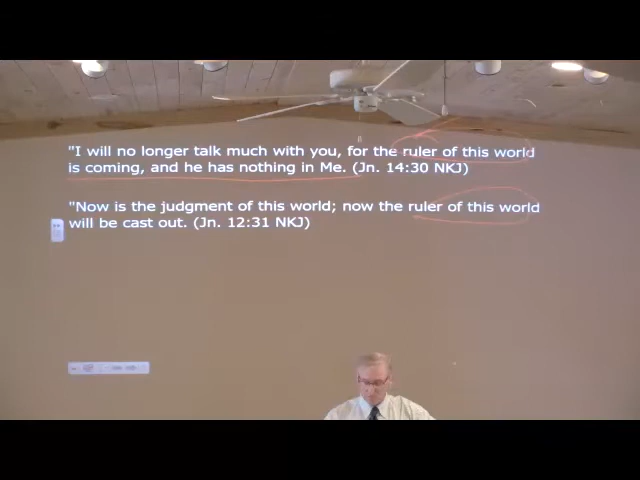 "I will no longer talk much with you, for the ruler of this world
is coming, and he has nothing in Me. (Jn. 14:30 NKJ)
"Now is the judgment of this world; now the ruler of this world
will be cast out. (Jn. 12:31 NKJ)